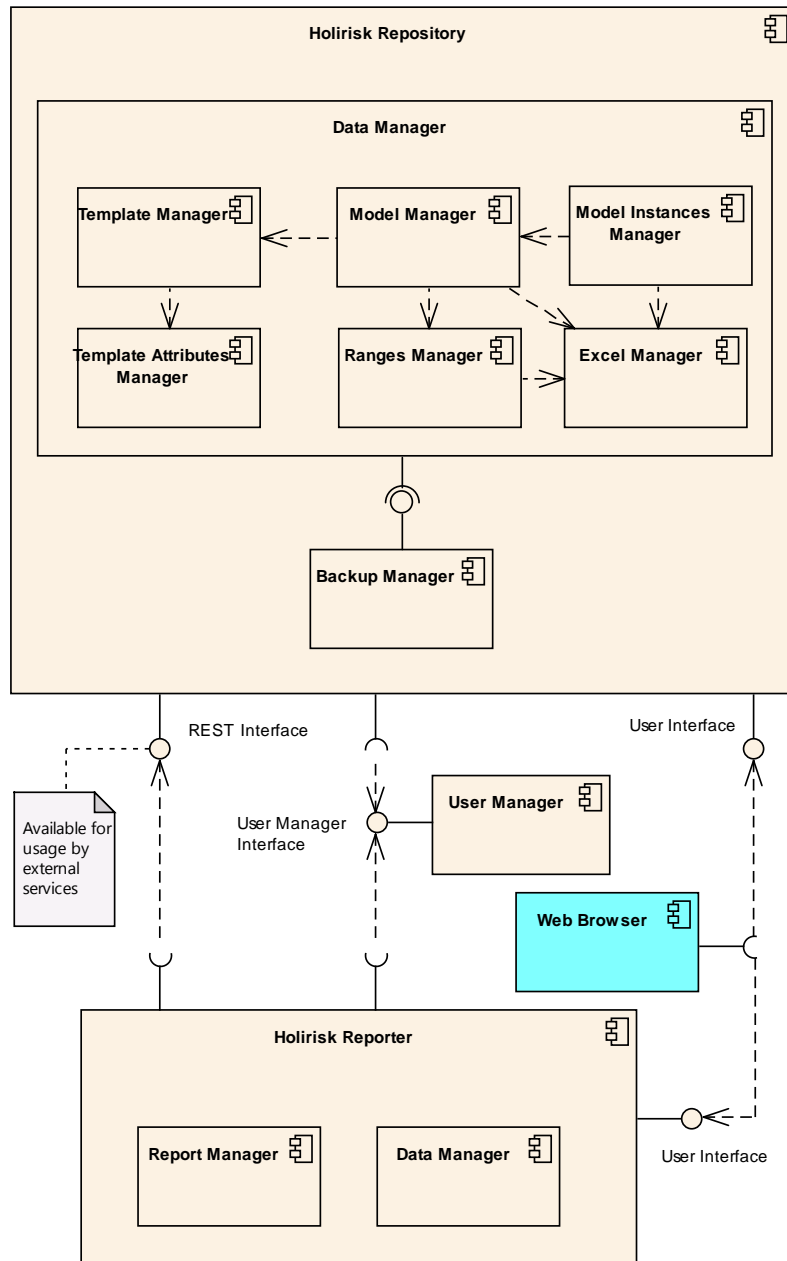 Holirisk Repository
Data Manager
Template Manager
Model Manager
Model Instances
Manager
Template Attributes
Manager
Ranges Manager
Excel Manager
Backup Manager
REST Interface
User Interface
Available for
usage by
external
services
User Manager
Interface
User Manager
Web Browser
Holirisk Reporter
Report Manager
Data Manager
User Interface